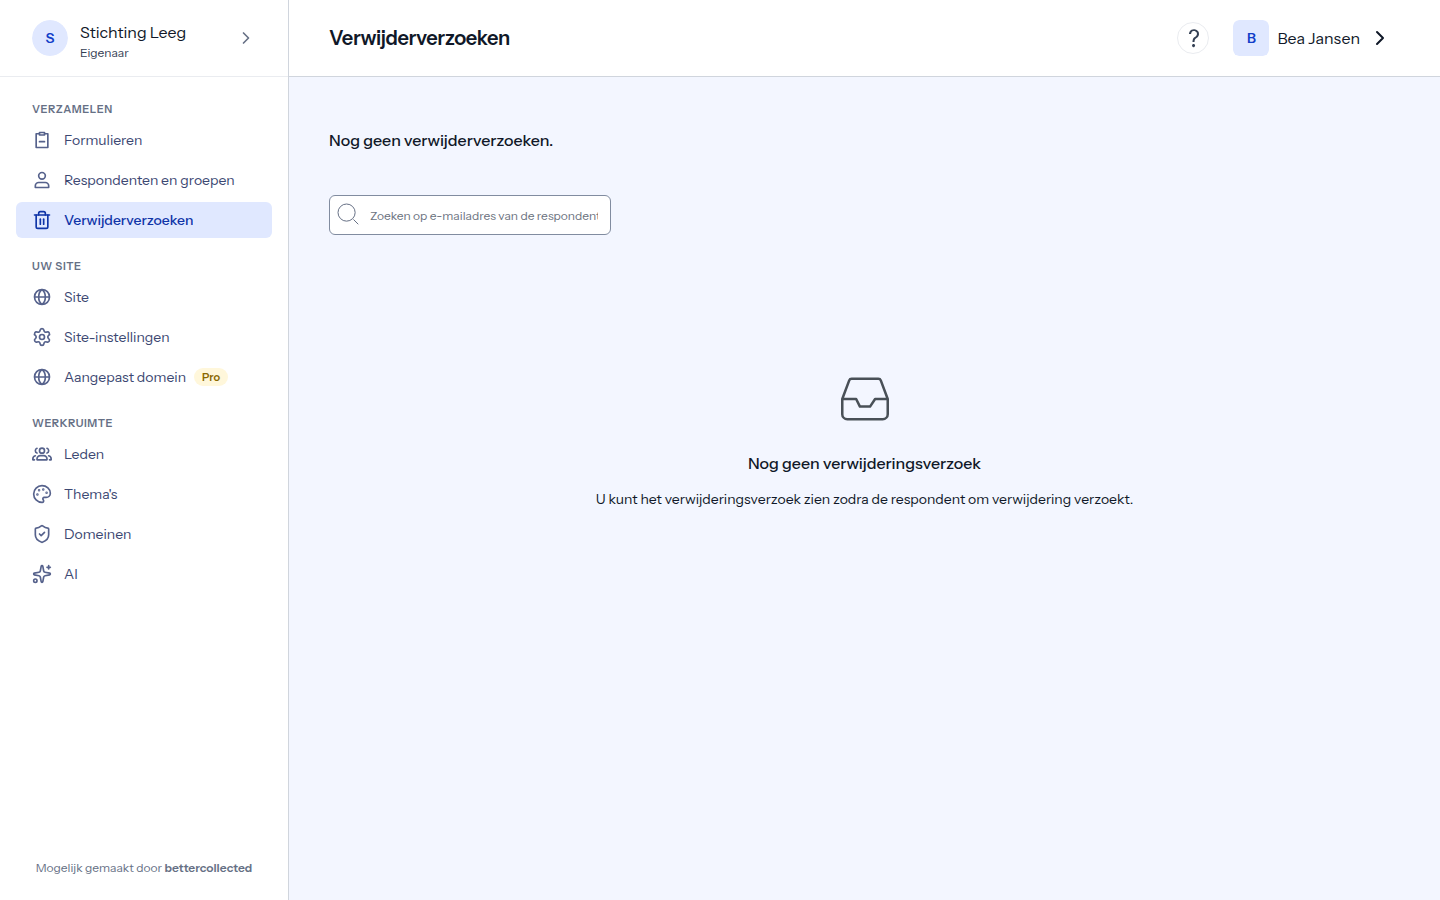 S
Stichting Leeg
Eigenaar
Verwijderverzoeken
?
B
Bea Jansen
VERZAMELEN
Formulieren
Respondenten en groepen
Verwijderverzoeken
UW SITE
Site
Site-instellingen
Aangepast domein Pro
WERKRUIMTE
Leden
Thema's
Domeinen
AI
Mogelijk gemaakt door bettercollected
Nog geen verwijderverzoeken.
Zoeken op e-mailadres van de respondent
Nog geen verwijderingsverzoek
U kunt het verwijderingsverzoek zien zodra de respondent om verwijdering verzoekt.